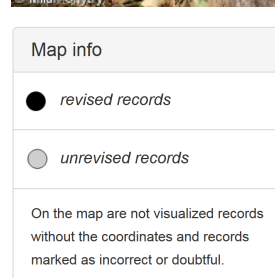 Map info
revised records
unrevised records
On the map are not visualized records
without the coordinates and records
marked as incorrect or doubtful.